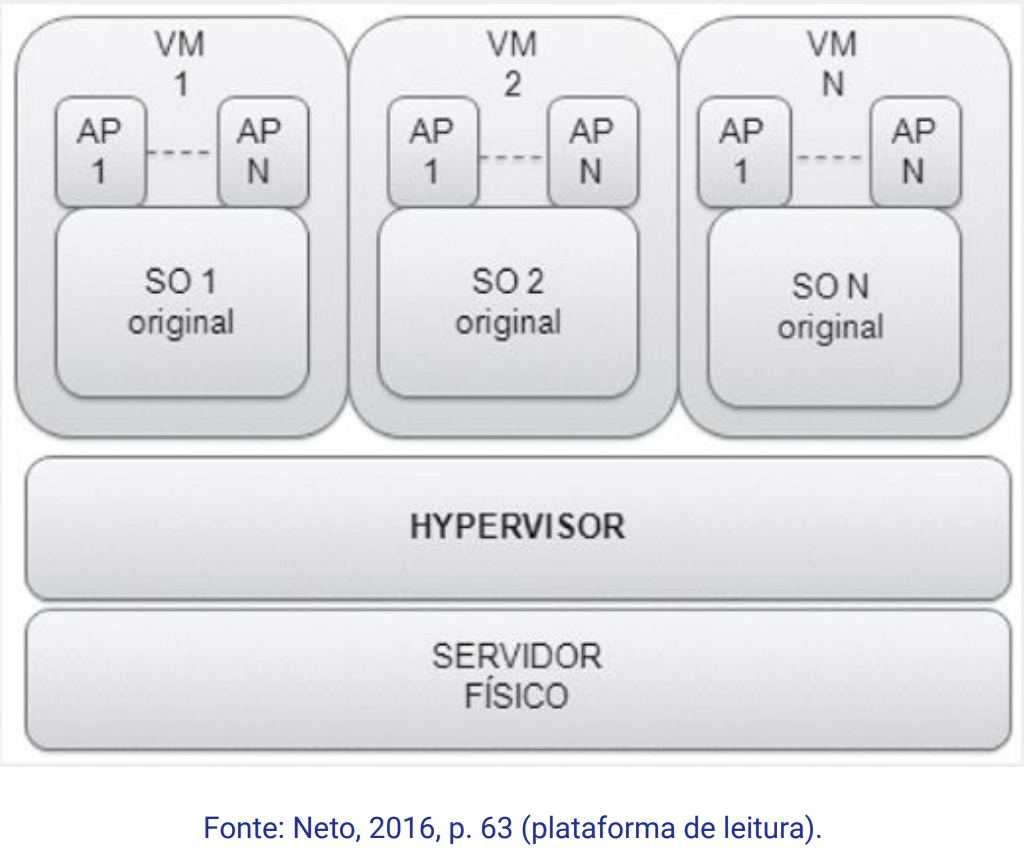 VM
1
VM
2
VM
N
AP
1
AP
N
AP
1
AP
N
AP
1
AP
N
SO 1
original
SO 2
original
SO N
original
HYPERVISOR
SERVIDOR
FÍSICO
Fonte: Neto, 2016, p. 63 (plataforma de leitura).